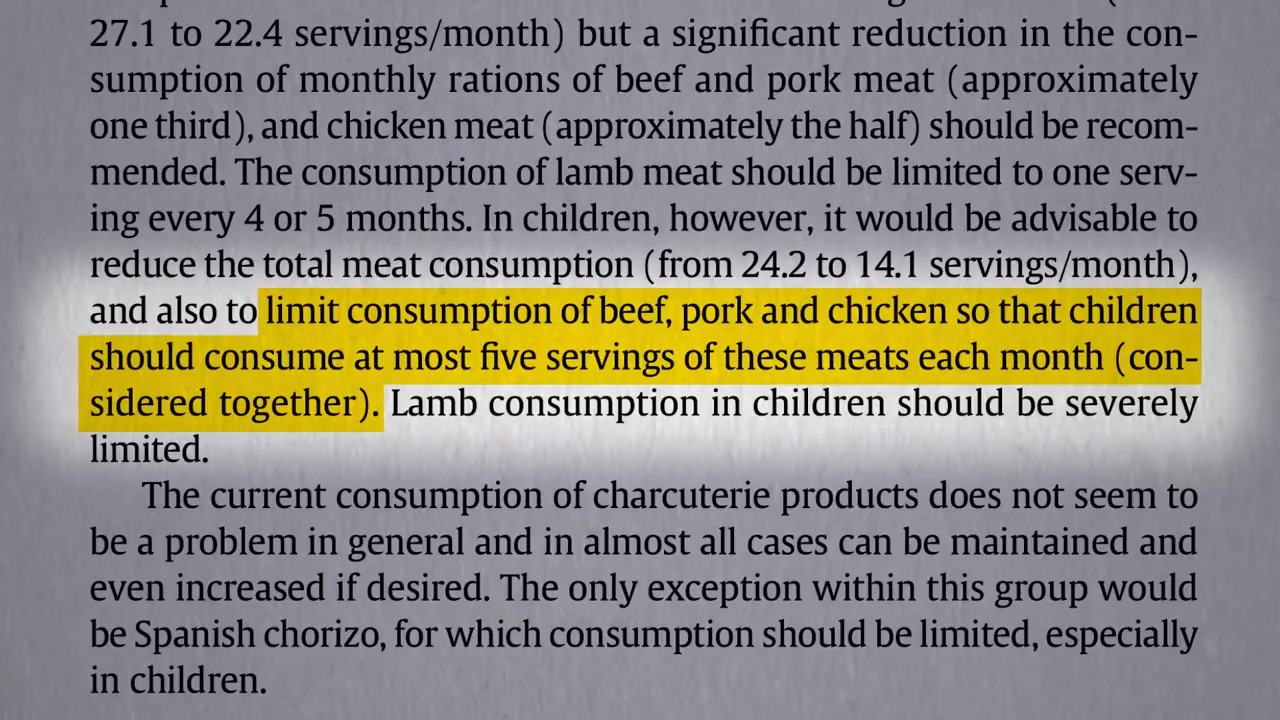 27.1 to 22.4 servings/month) but a significant reduction in the con-
sumption of monthly rations of beef and pork meat (approximately
one third), and chicken meat (approximately the half) should be recom-
mended. The consumption of lamb meat should be limited to one serv-
ing every 4 or 5 months. In children, however, it would be advisable to
reduce the total meat consumption (from 24.2 to 14.1 servings/month),
and also to limit consumption of beef, pork and chicken so that children
should consume at most five servings of these meats each month (con-
sidered together). Lamb consumption in children should be severely
limited.
The current consumption of charcuterie products does not seem to
be a problem in general and in almost all cases can be maintained and
even increased if desired. The only exception within this group would
be Spanish chorizo, for which consumption should be limited, especially
in children.